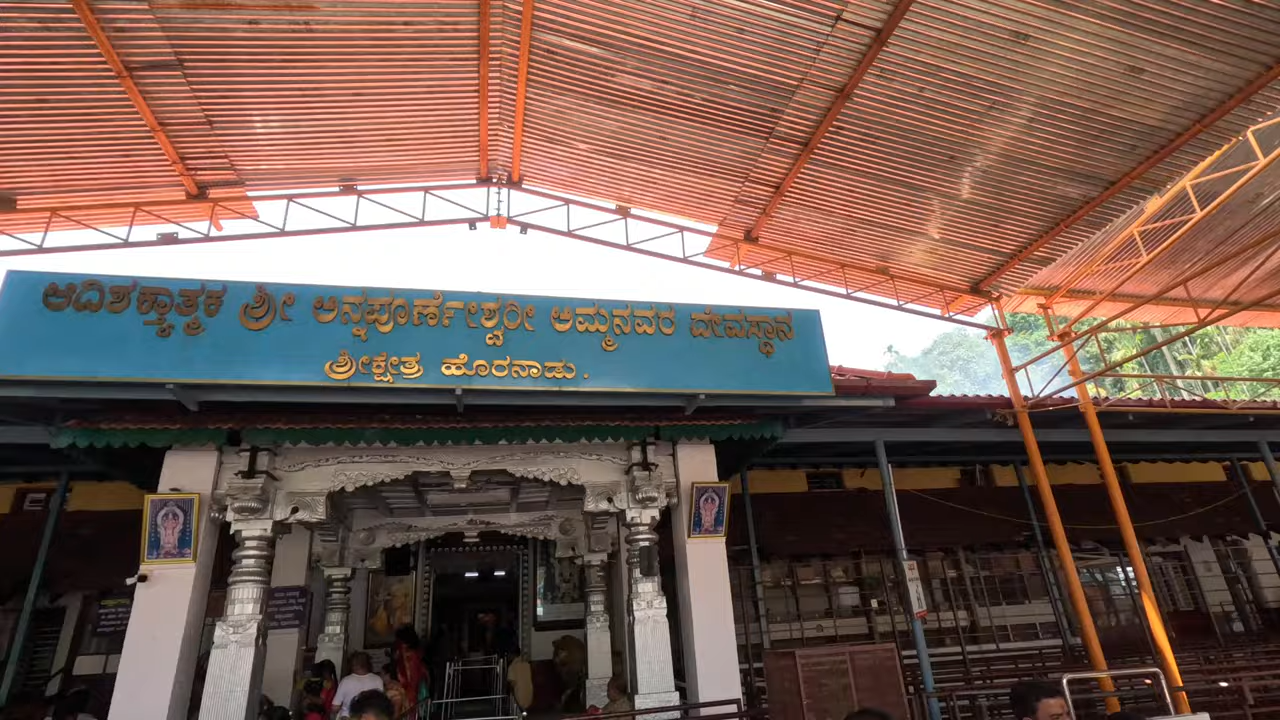 ಆದಿಶಕ್ತ್ಯಾತ್ಮಕ ಶ್ರೀ ಅನ್ನಪೂರ್ಣೇಶ್ವರೀ ಅಮ್ಮನವರ ದೇವಸ್ಥಾನ
ಶ್ರೀಕ್ಷೇತ್ರ ಹೊರನಾಡು.